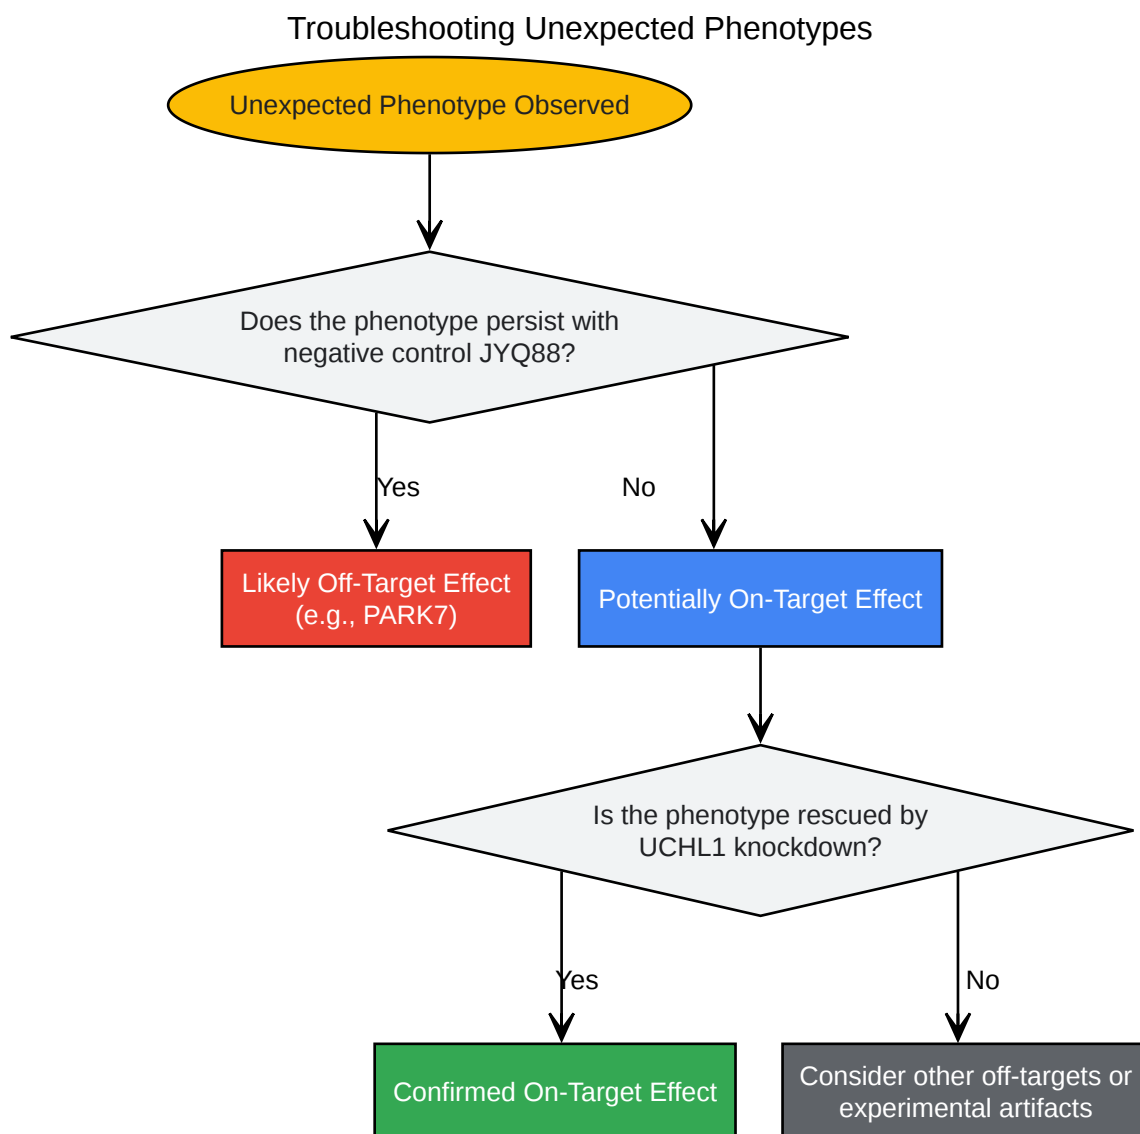 Troubleshooting Unexpected Phenotypes
Unexpected Phenotype Observed
Does the phenotype persist with
negative control JYQ88?
Yes
No
Likely Off-Target Effect
(e.g., PARK7)
Potentially On-Target Effect
Is the phenotype rescued by
UCHL1 knockdown?
Yes
No
Confirmed On-Target Effect
Consider other off-targets or
experimental artifacts